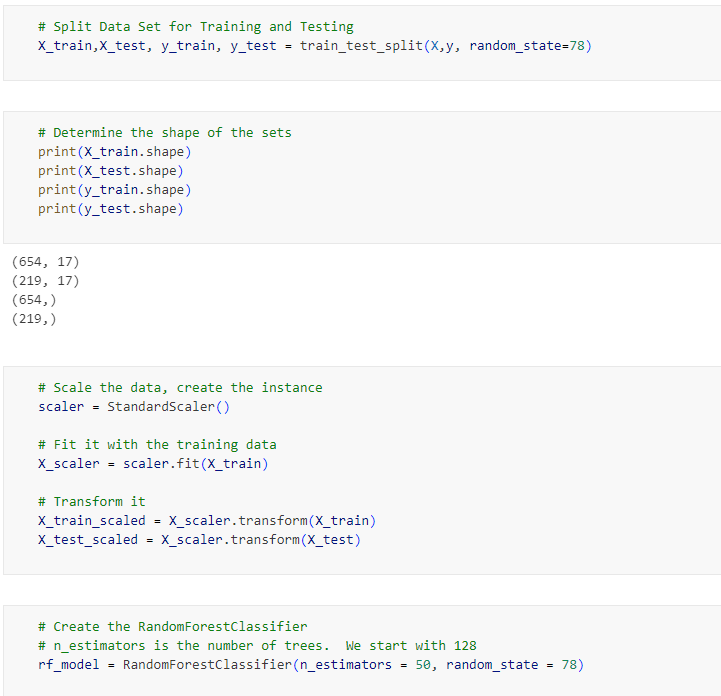 # Split Data Set for Training and Testing
X_train,X_test, y_train, y_test = train_test_split(X,y, random_state=78)
# Determine the shape of the sets
print(X_train.shape)
print(X_test.shape)
print(y_train.shape)
print(y_test.shape)
(654, 17)
(219, 17)
(654,)
(219,)
# Scale the data, create the instance
scaler = StandardScaler()
# Fit it with the training data
X_scaler = scaler.fit(X_train)
# Transform it
X_train_scaled = X_scaler.transform(X_train)
X_test_scaled = X_scaler.transform(X_test)
# Create the RandomForestClassifier
# n_estimators is the number of trees.  We start with 128
rf_model = RandomForestClassifier(n_estimators = 50, random_state = 78)